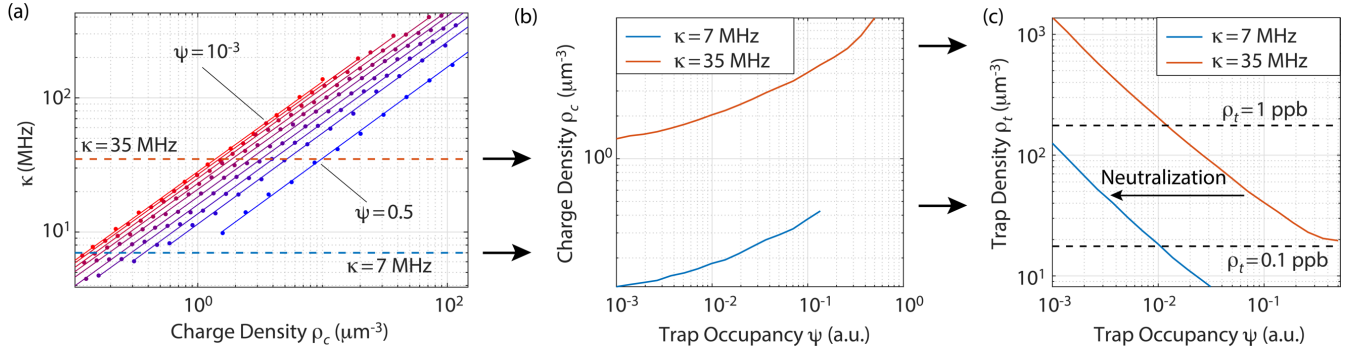 (a)
κ (MHz)
10²
10¹
ψ = 10⁻³
κ = 35 MHz
ψ = 0.5
κ = 7 MHz
10⁰
10¹
10²
Charge Density ρc (μm⁻³)
(b)
Charge Density ρc (μm⁻³)
κ = 7 MHz
κ = 35 MHz
10⁰
10⁻³
10⁻²
10⁻¹
10⁰
Trap Occupancy ψ (a.u.)
(c)
Trap Density ρt (μm⁻³)
10³
10²
10¹
κ = 7 MHz
κ = 35 MHz
ρt = 1 ppb
Neutralization
ρt = 0.1 ppb
10⁻³
10⁻²
10⁻¹
Trap Occupancy ψ (a.u.)